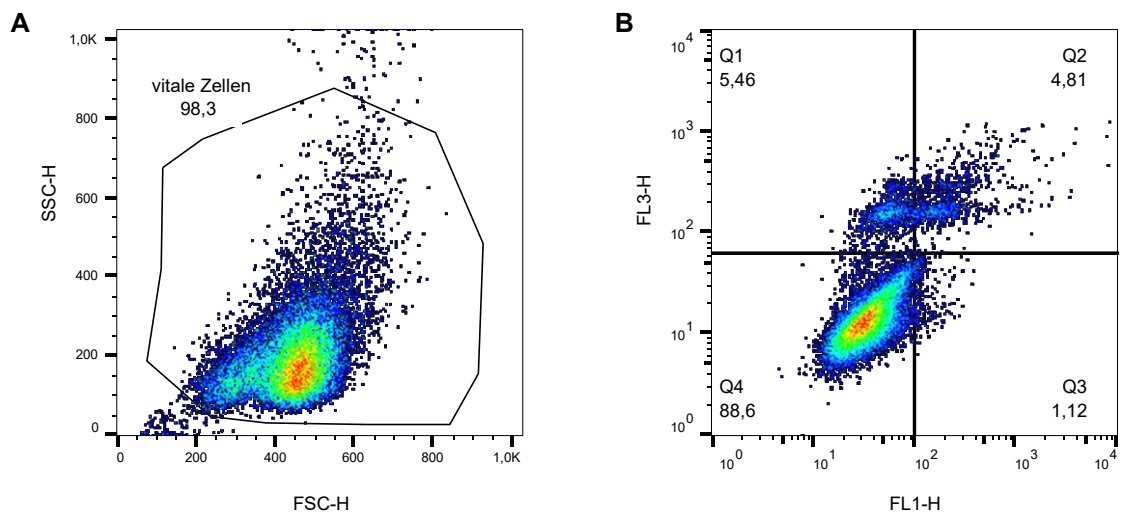 A
1,0K
800
600
400
200
0
SSC-H
vitale Zellen
98,3
0
200
400
600
800
1,0K
FSC-H
B
10^4
10^3
10^2
10^1
10^0
FL3-H
Q1
5,46
Q2
4,81
Q4
88,6
Q3
1,12
10^0
10^1
10^2
10^3
10^4
FL1-H